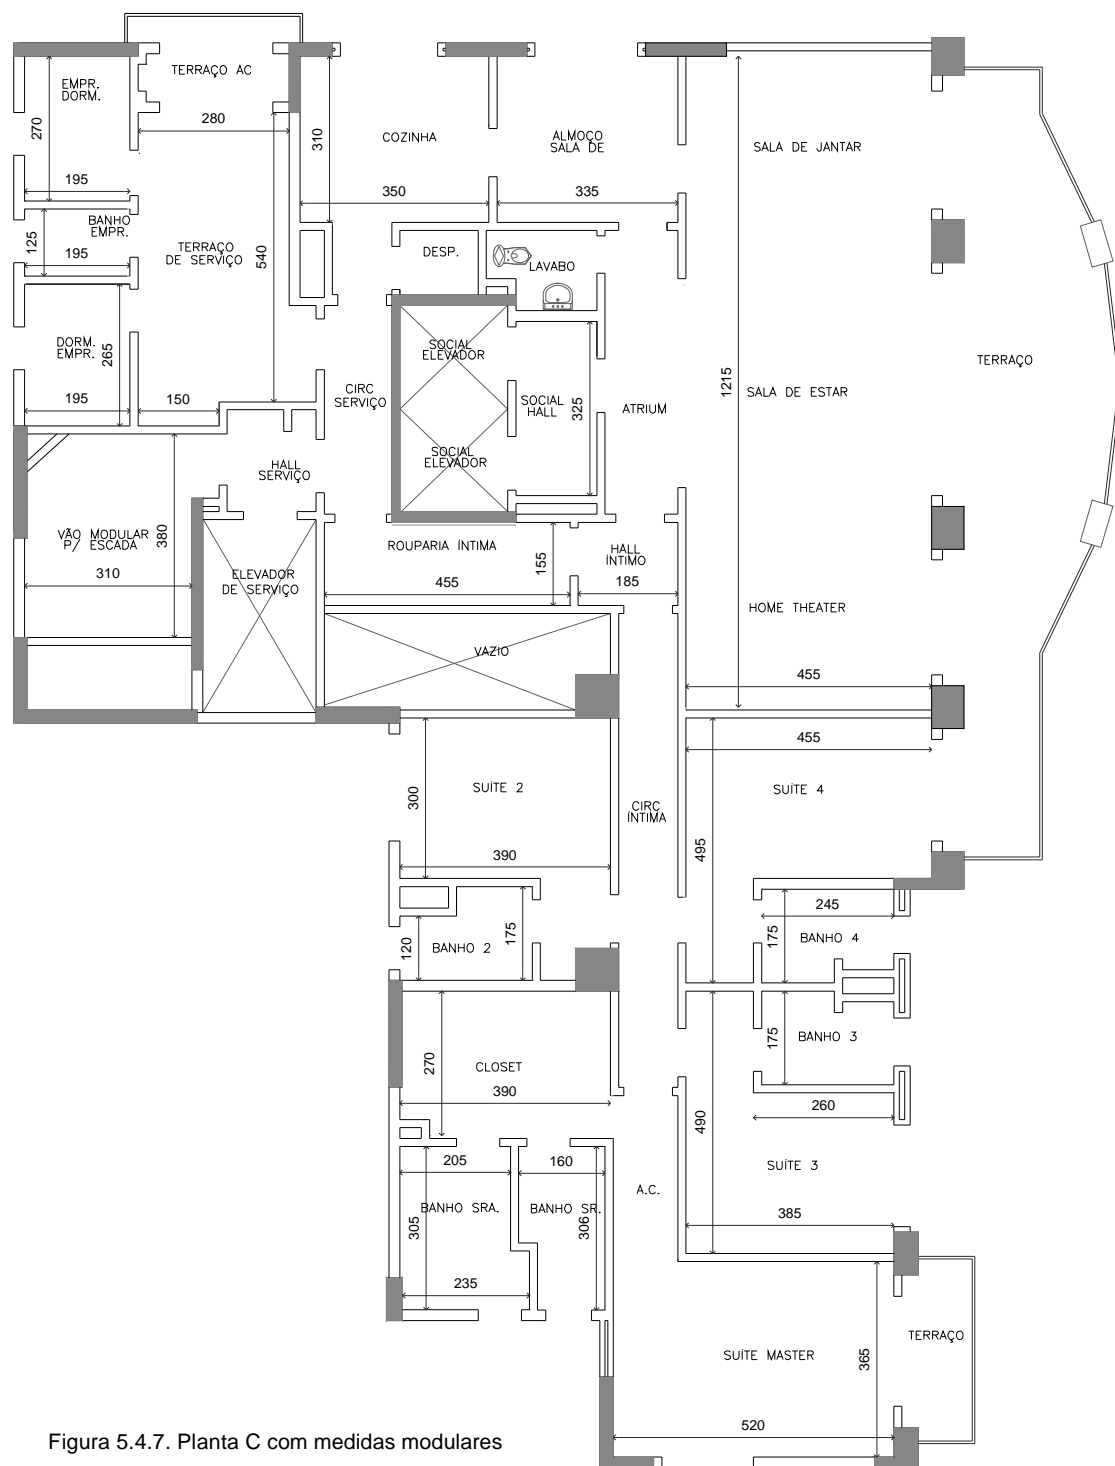 TERRAÇO AC
EMPR.
DORM.
280
270
310
COZINHA
ALMOÇO
SALA DE
SALA DE JANTAR
195
350
335
BANHO
EMPR.
125
195
TERRAÇO
DE SERVIÇO
540
DESP.
LAVABO
DORM.
EMPR.
265
195
150
SOCIAL
ELEVADOR
CIRC
SERVIÇO
SOCIAL
HALL
325
ATRIUM
1215
SALA DE ESTAR
TERRAÇO
SOCIAL
ELEVADOR
HALL
SERVIÇO
VÃO MODULAR
P/ ESCADA
380
310
ROUPARIA ÍNTIMA
155
HALL
ÍNTIMO
455
185
ELEVADOR
DE SERVIÇO
HOME THEATER
VAZIO
455
455
SUÍTE 2
300
390
CIRC
ÍNTIMA
SUÍTE 4
495
245
175
BANHO 4
120
BANHO 2
175
175
BANHO 3
270
CLOSET
390
260
490
SUÍTE 3
205
160
BANHO SRA.
BANHO SR.
A.C.
305
306
385
235
SUÍTE MASTER
365
TERRAÇO
520
Figura 5.4.7. Planta C com medidas modulares